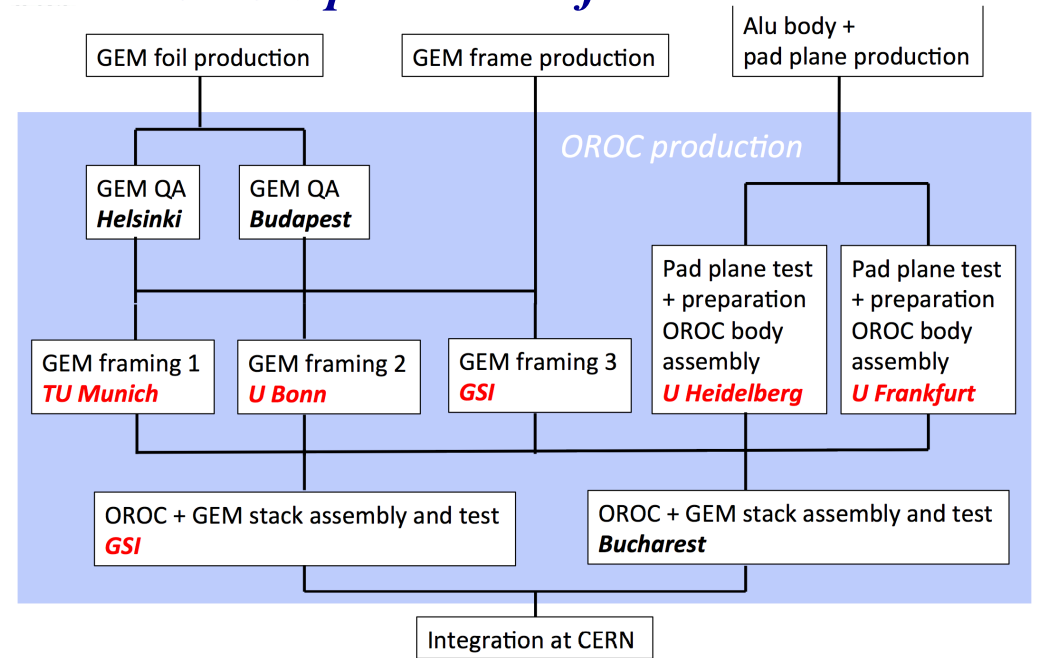 GEM foil production
GEM frame production
Alu body +
pad plane production
OROC production
GEM QA
Helsinki
GEM QA
Budapest
Pad plane test
+ preparation
OROC body
assembly
U Heidelberg
Pad plane test
+ preparation
OROC body
assembly
U Frankfurt
GEM framing 1
TU Munich
GEM framing 2
U Bonn
GEM framing 3
GSI
OROC + GEM stack assembly and test
GSI
OROC + GEM stack assembly and test
Bucharest
Integration at CERN